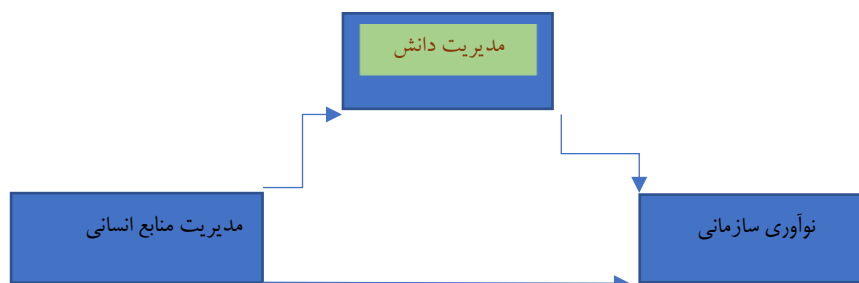 مدیریت دانش
مدیریت منابع انسانی
نوآوری سازمانی